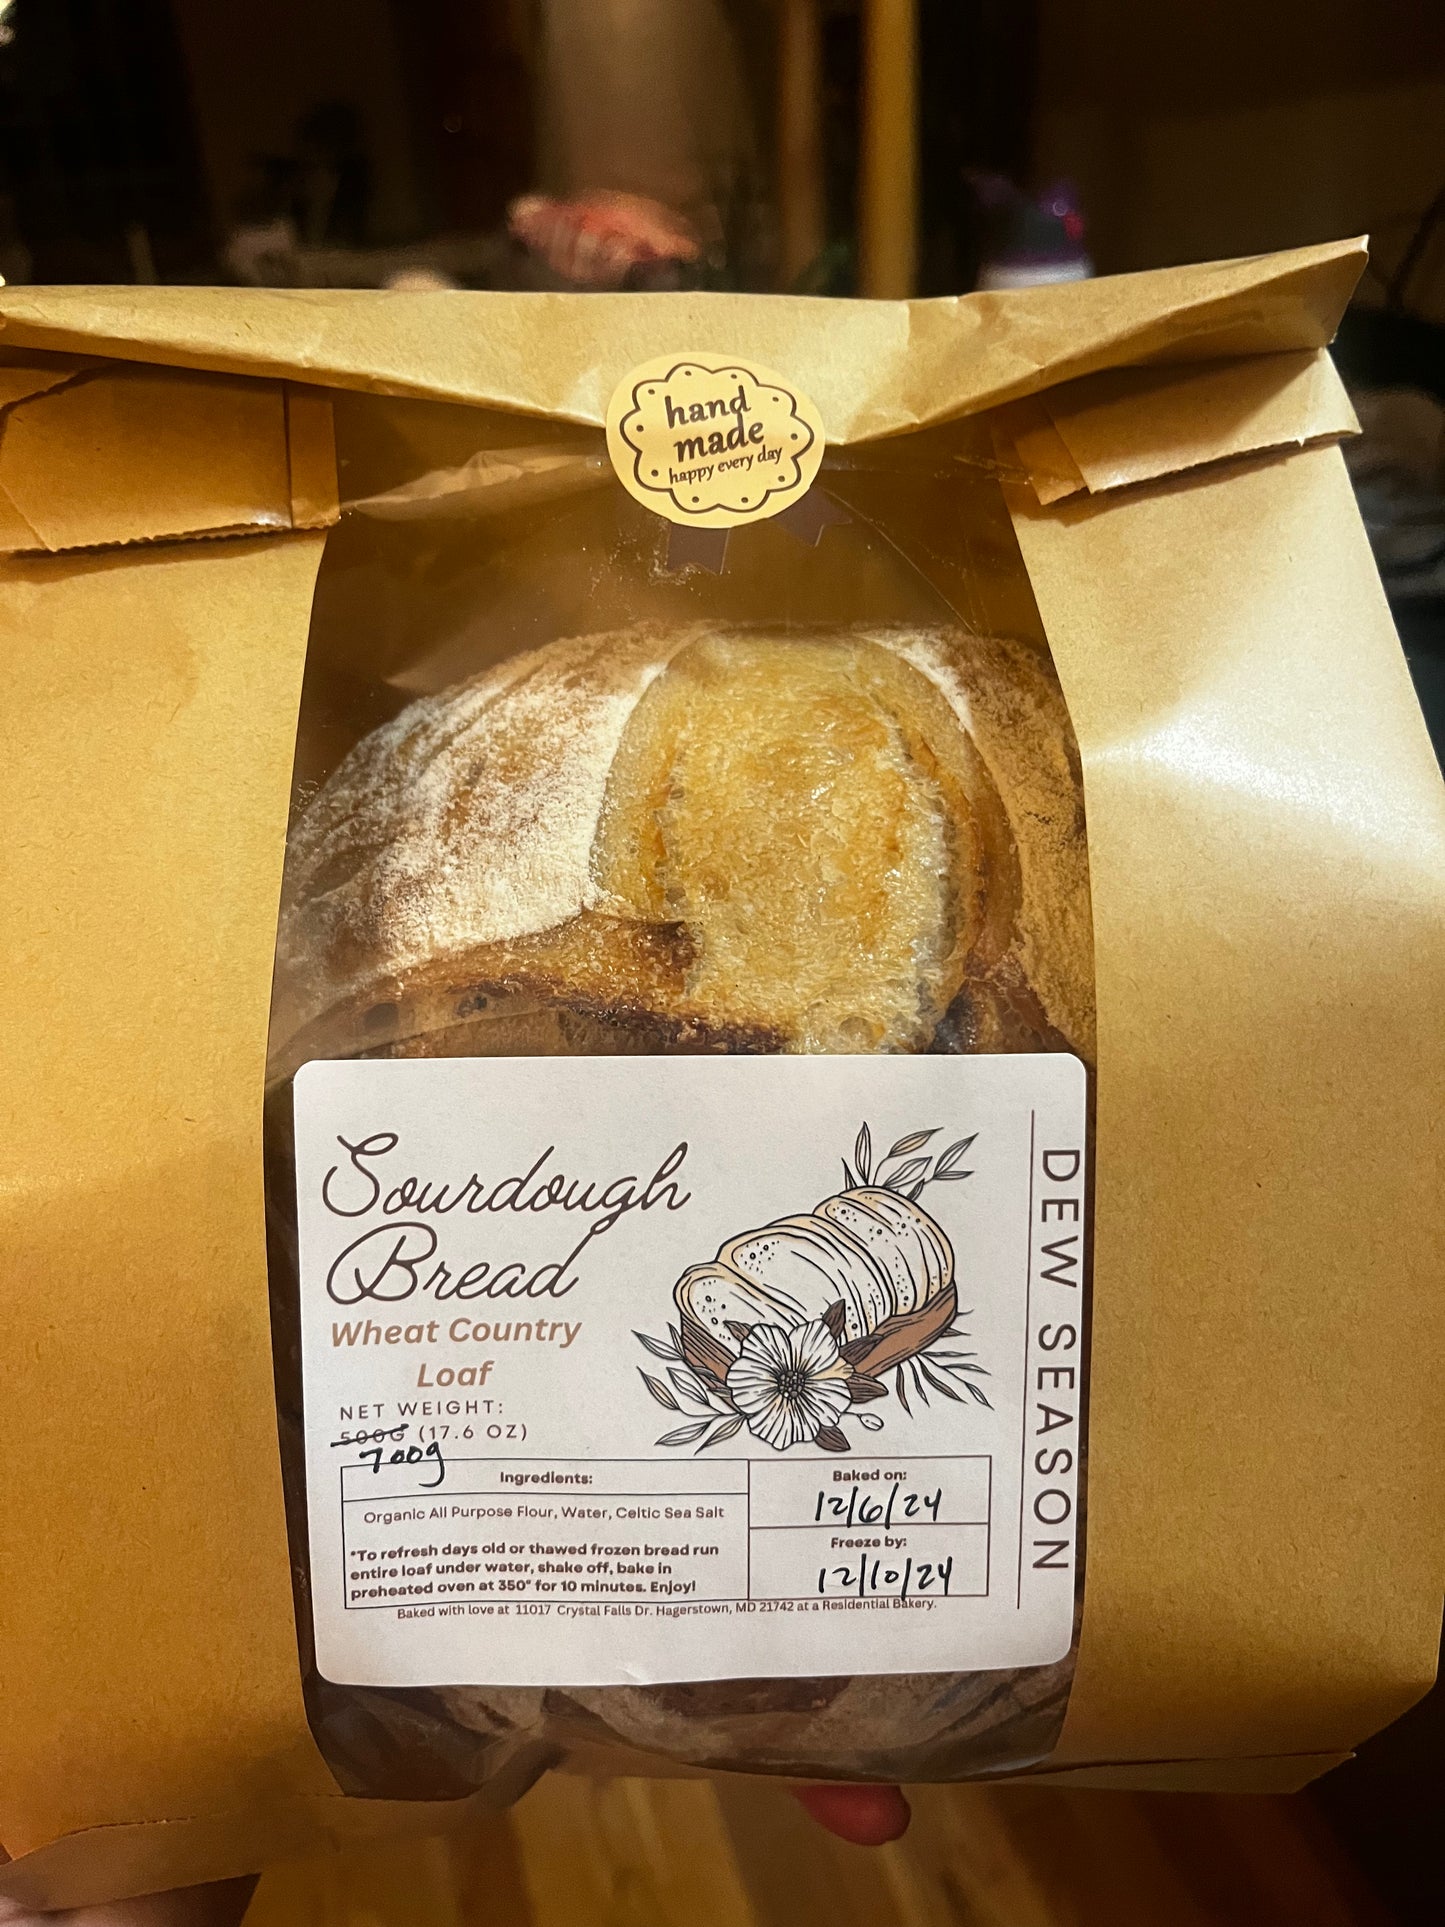 hand
made
happy every day
Sourdough
Bread
Wheat Country
Loaf
NET WEIGHT:
500G (17.6 OZ)
700g
Ingredients:
Organic All Purpose Flour, Water, Celtic Sea Salt
*To refresh days old or thawed frozen bread run
entire loaf under water, shake off, bake in
preheated oven at 350° for 10 minutes. Enjoy!
Baked on:
12/6/24
Freeze by:
12/10/24
Baked with love at 11017 Crystal Falls Dr. Hagerstown, MD 21742 at a Residential Bakery.
DEW SEASON